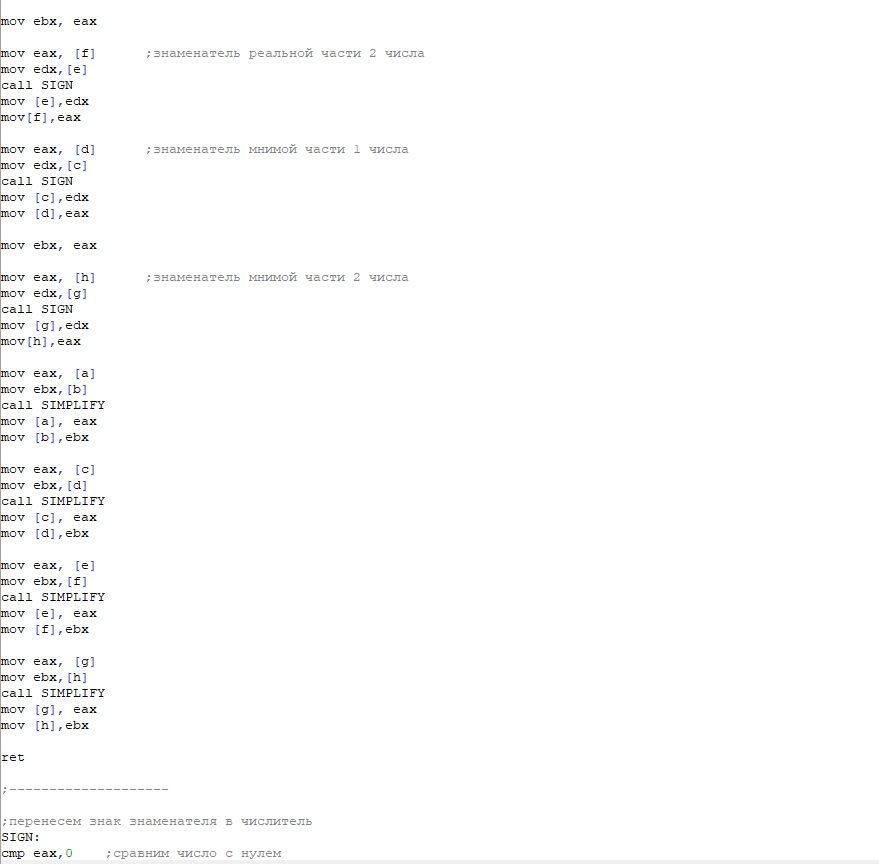 mov ebx, eax
mov eax, [f] ;знаменатель реальной части 2 числа
mov edx,[e]
call SIGN
mov [e],edx
mov[f],eax
mov eax, [d] ;знаменатель мнимой части 1 числа
mov edx,[c]
call SIGN
mov [c],edx
mov [d],eax
mov ebx, eax
mov eax, [h] ;знаменатель мнимой части 2 числа
mov edx,[g]
call SIGN
mov [g],edx
mov[h],eax
mov eax, [a]
mov ebx,[b]
call SIMPLIFY
mov [a], eax
mov [b],ebx
mov eax, [c]
mov ebx,[d]
call SIMPLIFY
mov [c], eax
mov [d],ebx
mov eax, [e]
mov ebx,[f]
call SIMPLIFY
mov [e], eax
mov [f],ebx
mov eax, [g]
mov ebx,[h]
call SIMPLIFY
mov [g], eax
mov [h],ebx
ret
;--------------------
;перенесем знак знаменателя в числитель
SIGN:
cmp eax,0 ;сравним число с нулем